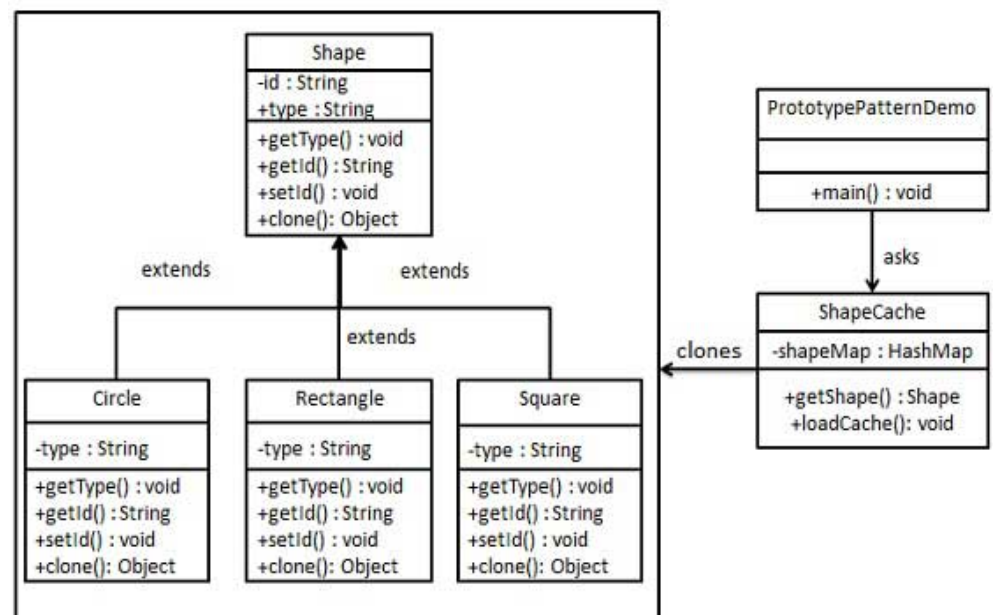 Shape
-id : String
+type : String
+getType() : void
+getId() : String
+setId() : void
+clone(): Object
extends
extends
extends
Circle
-type : String
+getType() : void
+getId() : String
+setId() : void
+clone(): Object
Rectangle
-type : String
+getType() : void
+getId() : String
+setId() : void
+clone(): Object
Square
-type : String
+getType() : void
+getId() : String
+setId() : void
+clone(): Object
PrototypePatternDemo
+main() : void
asks
ShapeCache
-shapeMap : HashMap
+getShape() : Shape
+loadCache(): void
clones